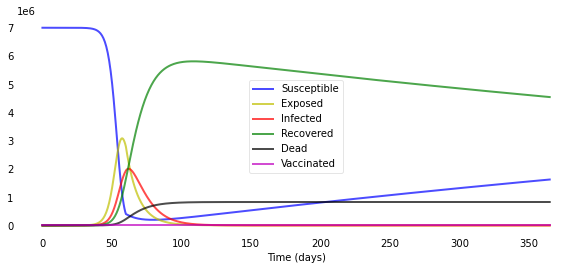 1e6
7
6
5
4
3
2
1
0
Susceptible
Exposed
Infected
Recovered
Dead
Vaccinated
0 50 100 150 200 250 300 350
Time (days)